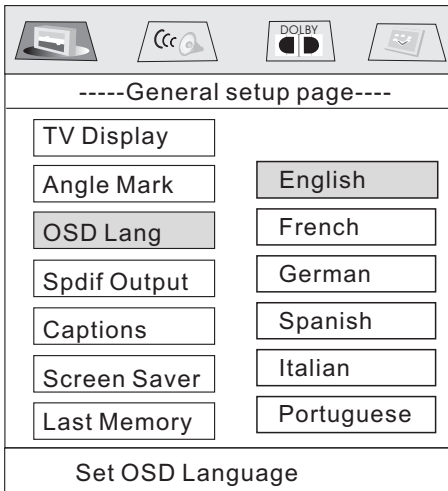 DOLBY
-----General setup page----
TV Display
Angle Mark
OSD Lang
Spdif Output
Captions
Screen Saver
Last Memory
English
French
German
Spanish
Italian
Portuguese
Set OSD Language